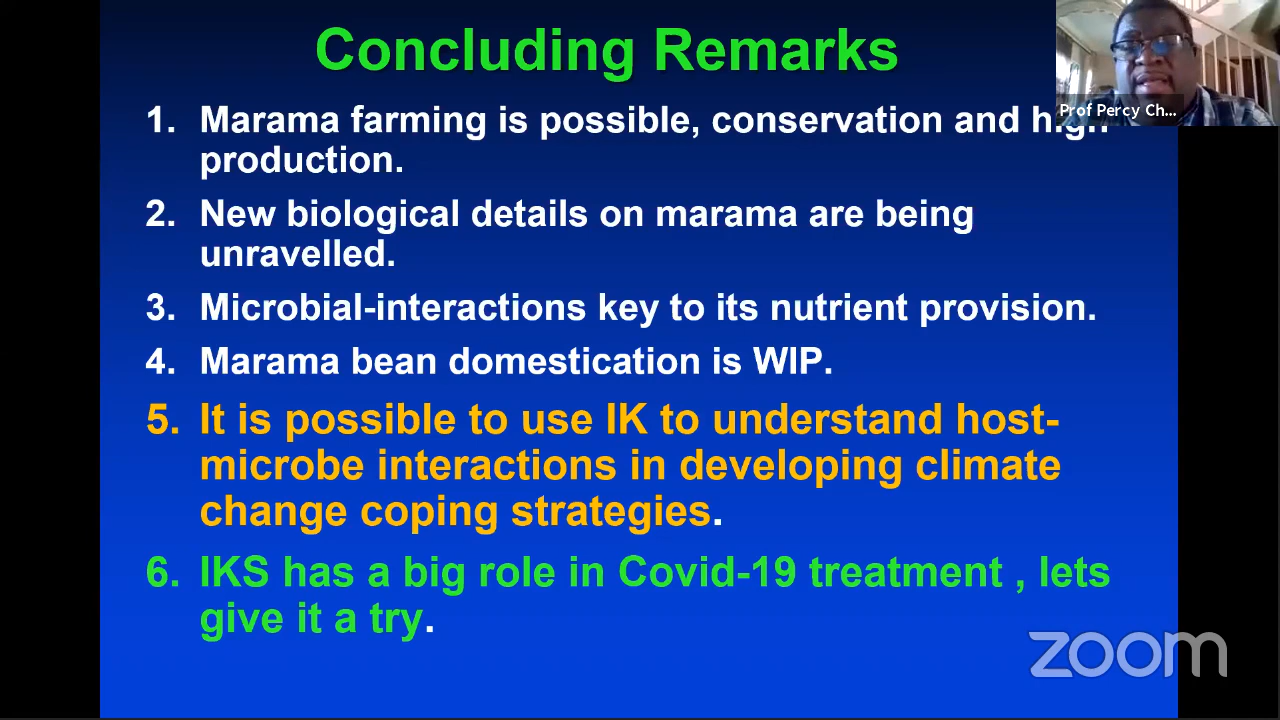 Concluding Remarks
1. Marama farming is possible, conservation and high
production.
2. New biological details on marama are being
unravelled.
3. Microbial-interactions key to its nutrient provision.
4. Marama bean domestication is WIP.
5. It is possible to use IK to understand host-
microbe interactions in developing climate
change coping strategies.
6. IKS has a big role in Covid-19 treatment , lets
give it a try.
Prof Percy Ch...
zoom